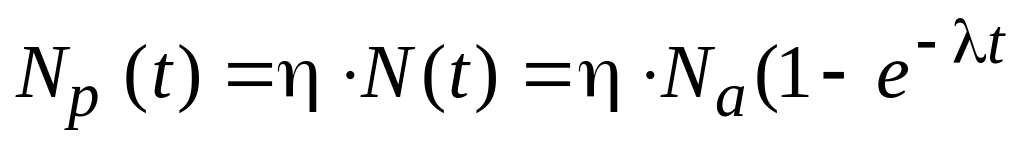 Nₚ (t) = η · N(t) = η · Nₐ(1 − e^{− λt}